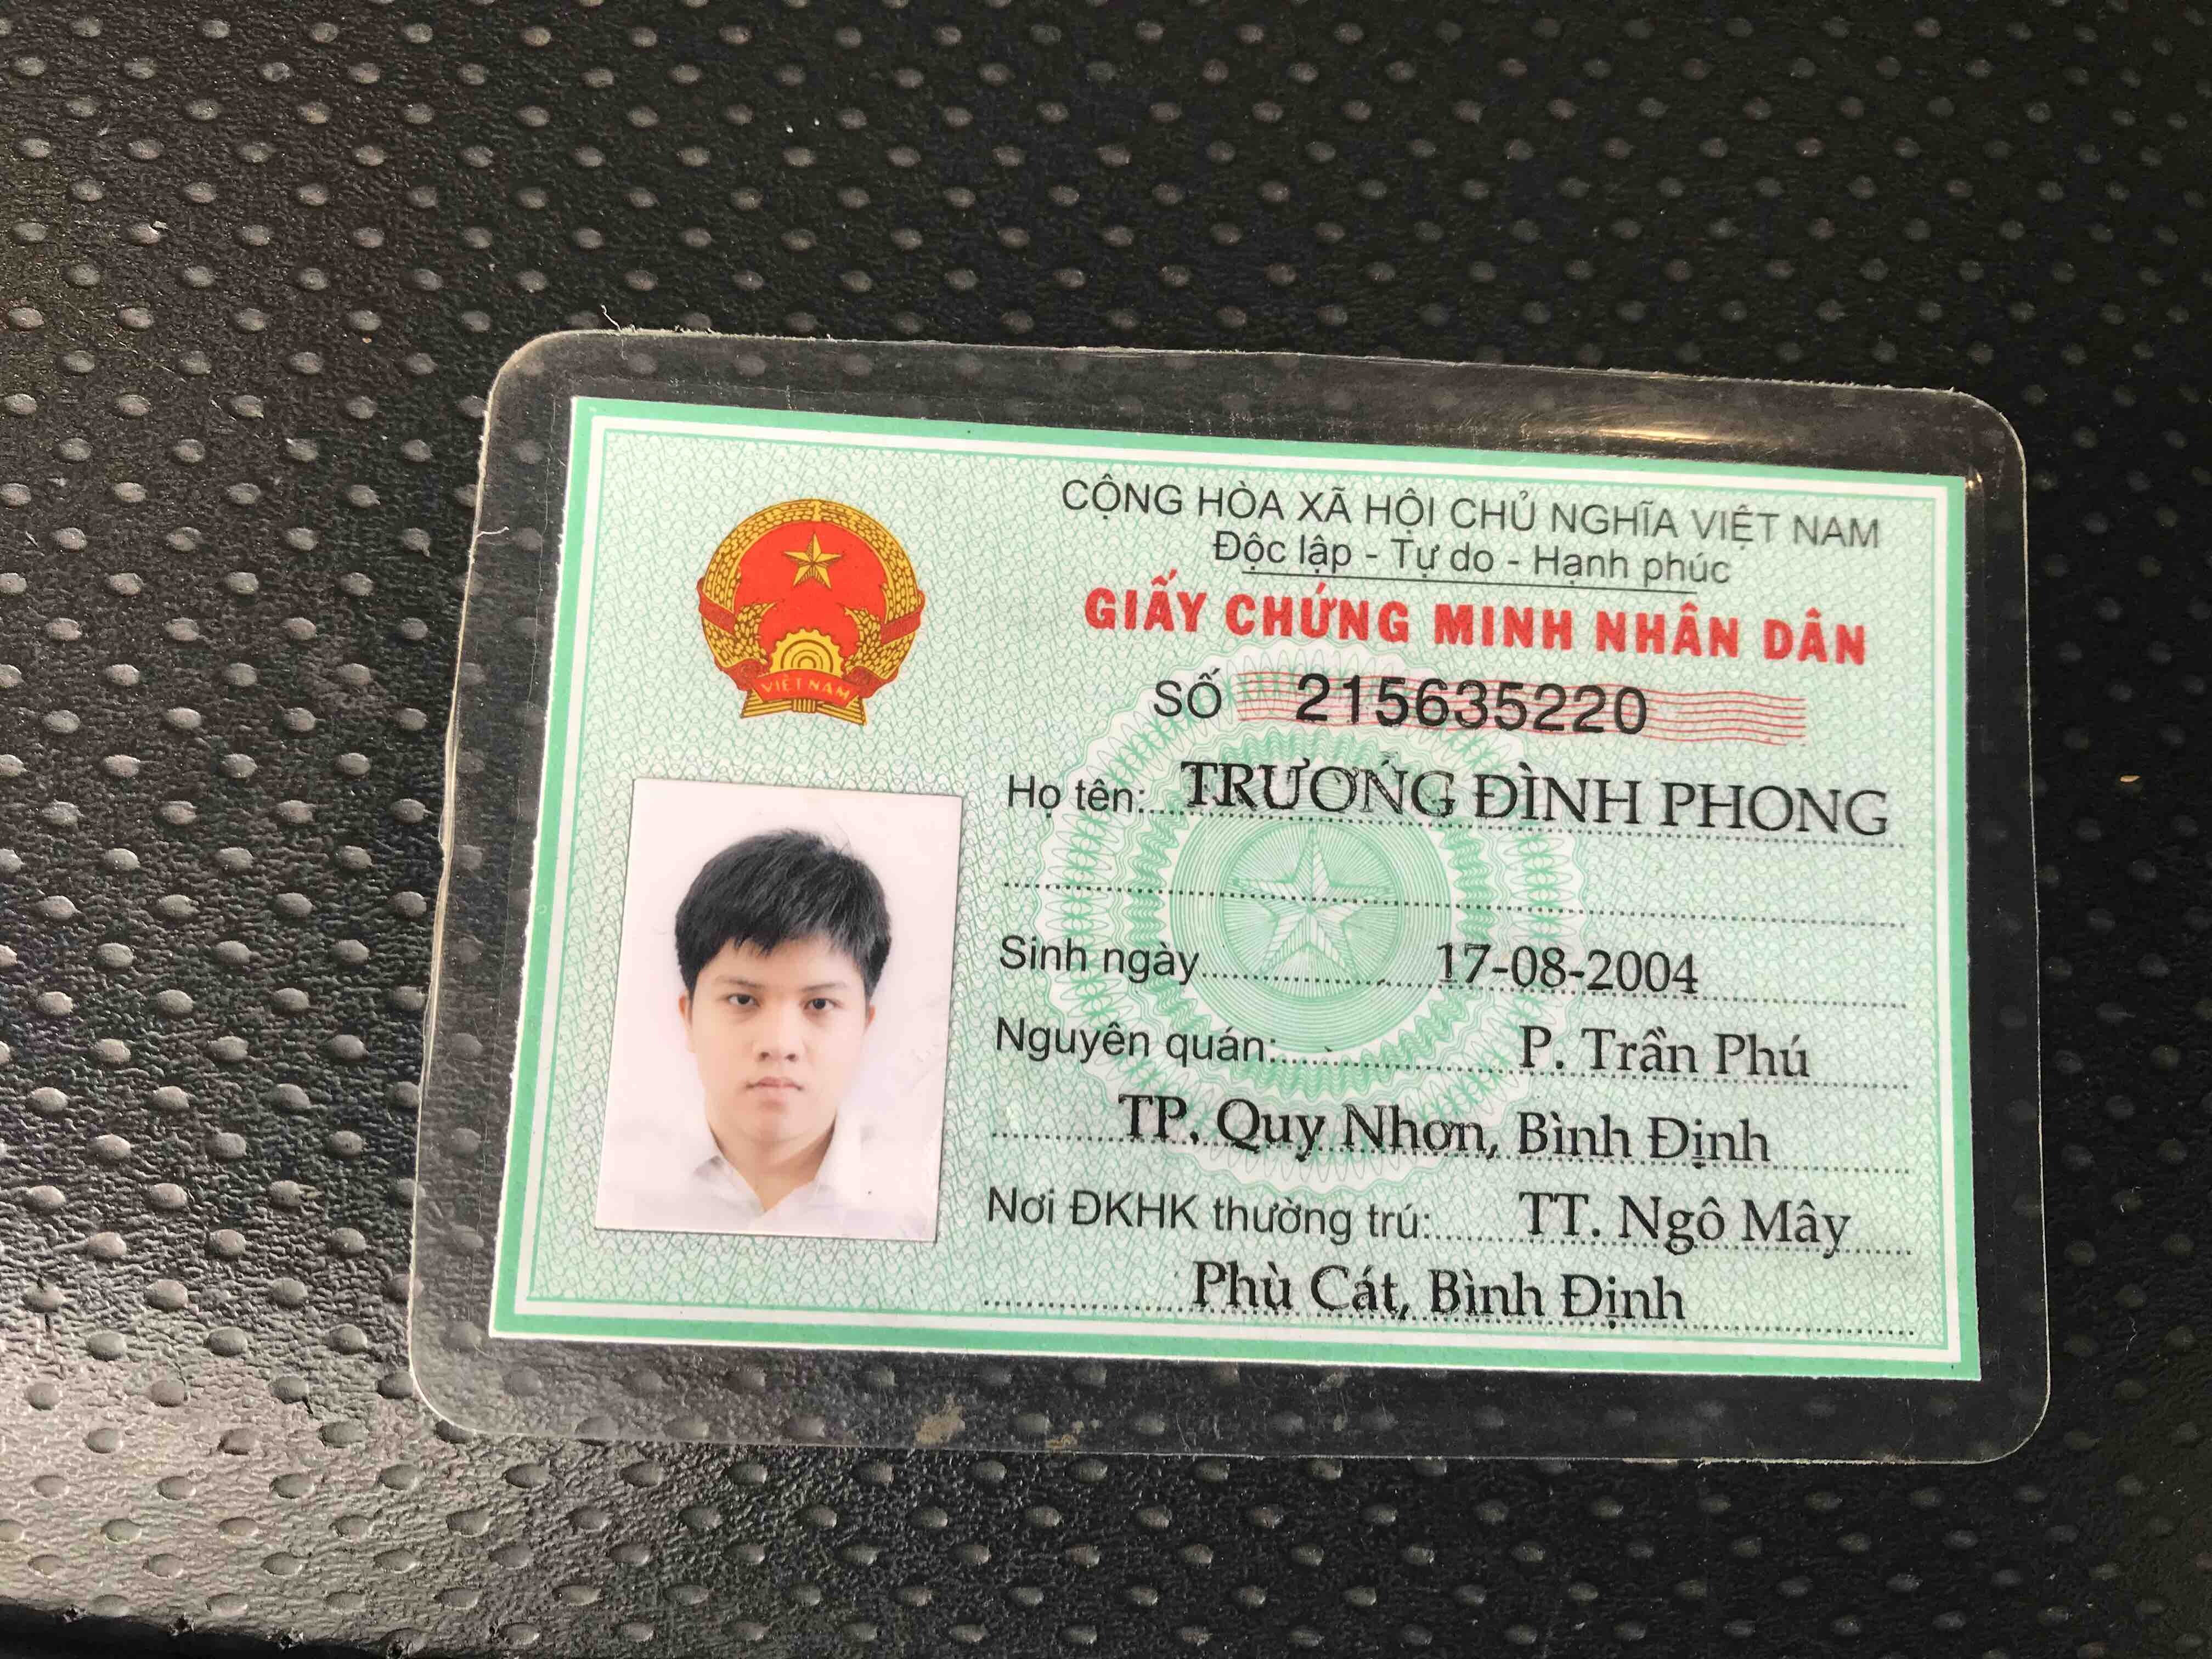 CỘNG HÒA XÃ HỘI CHỦ NGHĨA VIỆT NAM
Độc lập - Tự do - Hạnh phúc
GIẤY CHỨNG MINH NHÂN DÂN
SỐ 215635220
VIỆT NAM
Họ tên: TRƯƠNG ĐÌNH PHONG
Sinh ngày 17-08-2004
Nguyên quán: P. Trần Phú
TP. Quy Nhơn, Bình Định
Nơi ĐKHK thường trú: TT. Ngô Mây
Phù Cát, Bình Định